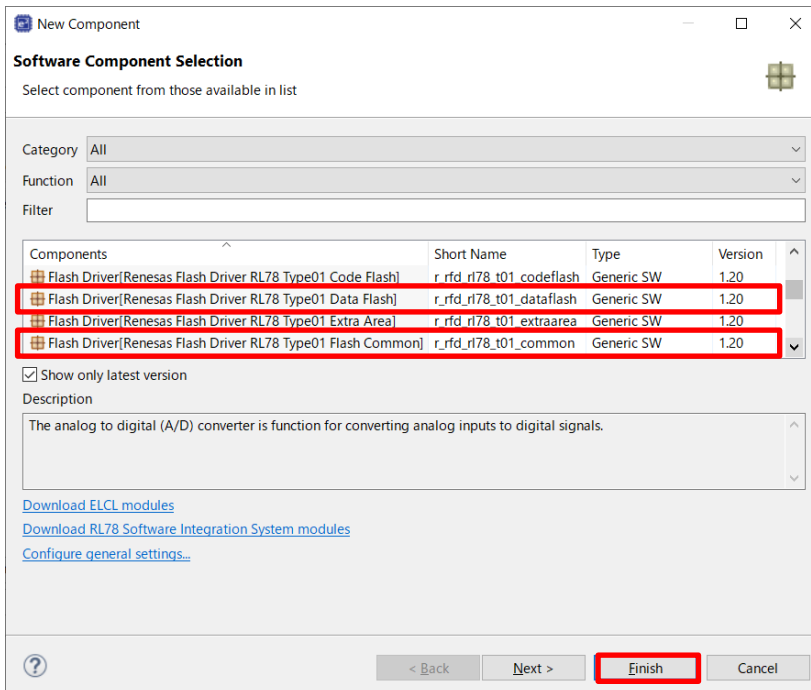 New Component
Software Component Selection
Select component from those available in list
Category All
Function All
Filter
Components Short Name Type Version
Flash Driver[Renesas Flash Driver RL78 Type01 Code Flash] r_rfd_rl78_t01_codeflash Generic SW 1.20
Flash Driver[Renesas Flash Driver RL78 Type01 Data Flash] r_rfd_rl78_t01_dataflash Generic SW 1.20
Flash Driver[Renesas Flash Driver RL78 Type01 Extra Area] r_rfd_rl78_t01_extraarea Generic SW 1.20
Flash Driver[Renesas Flash Driver RL78 Type01 Flash Common] r_rfd_rl78_t01_common Generic SW 1.20
Show only latest version
Description
The analog to digital (A/D) converter is function for converting analog inputs to digital signals.
Download ELCL modules
Download RL78 Software Integration System modules
Configure general settings...
? < Back Next > Finish Cancel